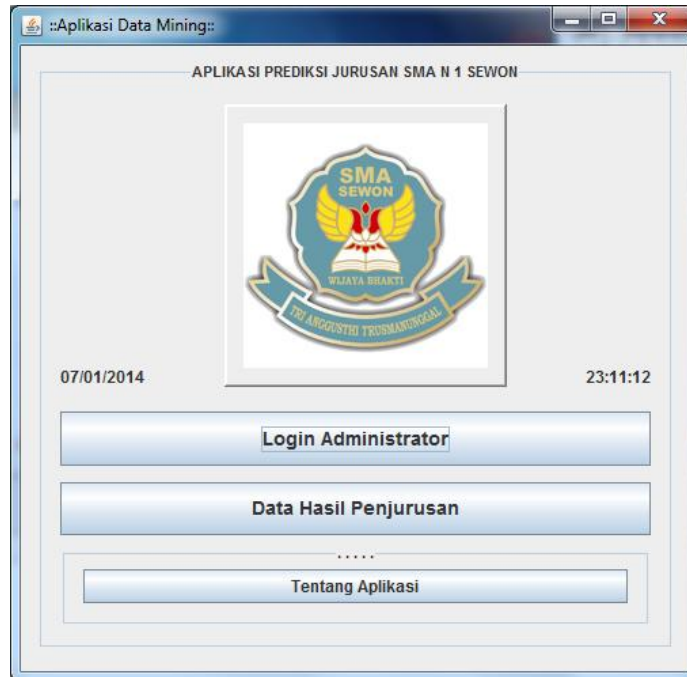 ::Aplikasi Data Mining::
APLIKASI PREDIKSI JURUSAN SMA N 1 SEWON
SMA
SEWON
WIJAYA BHAKTI
TRI ANGGUSTHI TRUSMANUNGGAL
07/01/2014
23:11:12
Login Administrator
Data Hasil Penjurusan
.....
Tentang Aplikasi